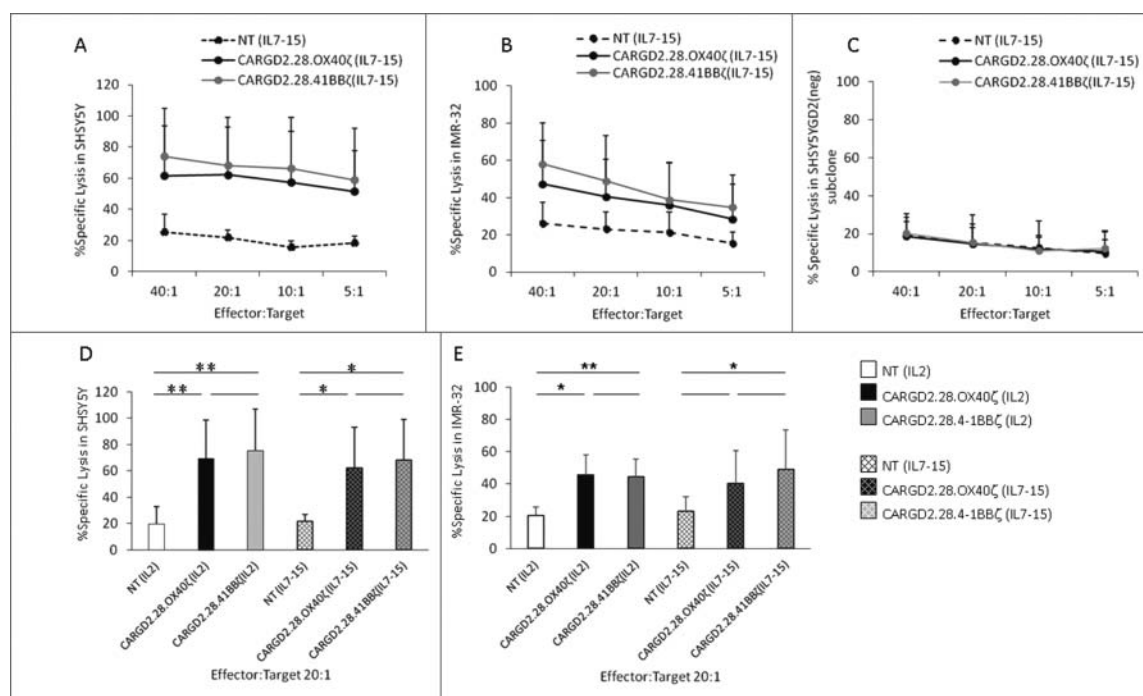 A
NT (IL7-15)
CARGD2.28.OX40ζ(IL7-15)
CARGD2.28.41BBζ(IL7-15)
%Specific Lysis in SHSY5Y
120
100
80
60
40
20
0
40:1 20:1 10:1 5:1
Effector:Target
B
NT (IL7-15)
CARGD2.28.OX40ζ (IL7-15)
CARGD2.28.41BBζ(IL7-15)
%Specific Lysis in IMR-32
100
80
60
40
20
0
40:1 20:1 10:1 5:1
Effector:Target
C
NT (IL7-15)
CARGD2.28.OX40ζ (IL7-15)
CARGD2.28.41BBζ(IL7-15)
% Specific Lysis in SHSY5YGD2(neg)
subclone
100
80
60
40
20
0
40:1 20:1 10:1 5:1
Effector:Target
D
** *
** *
%Specific Lysis in SHSY5Y
120
100
80
60
40
20
0
NT (IL2)
CARGD2.28.OX40ζ(IL2)
CARGD2.28.41BBζ(IL2)
NT (IL7-15)
CARGD2.28.OX40ζ(IL7-15)
CARGD2.28.41BBζ(IL7-15)
Effector:Target 20:1
E
** *
* *
%Specific Lysis in IMR-32
100
80
60
40
20
0
NT (IL2)
CARGD2.28.OX40ζ(IL2)
CARGD2.28.41BBζ(IL2)
NT (IL7-15)
CARGD2.28.OX40ζ(IL7-15)
CARGD2.28.41BBζ(IL7-15)
Effector:Target 20:1
NT (IL2)
CARGD2.28.OX40ζ (IL2)
CARGD2.28.4-1BBζ (IL2)
NT (IL7-15)
CARGD2.28.OX40ζ (IL7-15)
CARGD2.28.4-1BBζ (IL7-15)